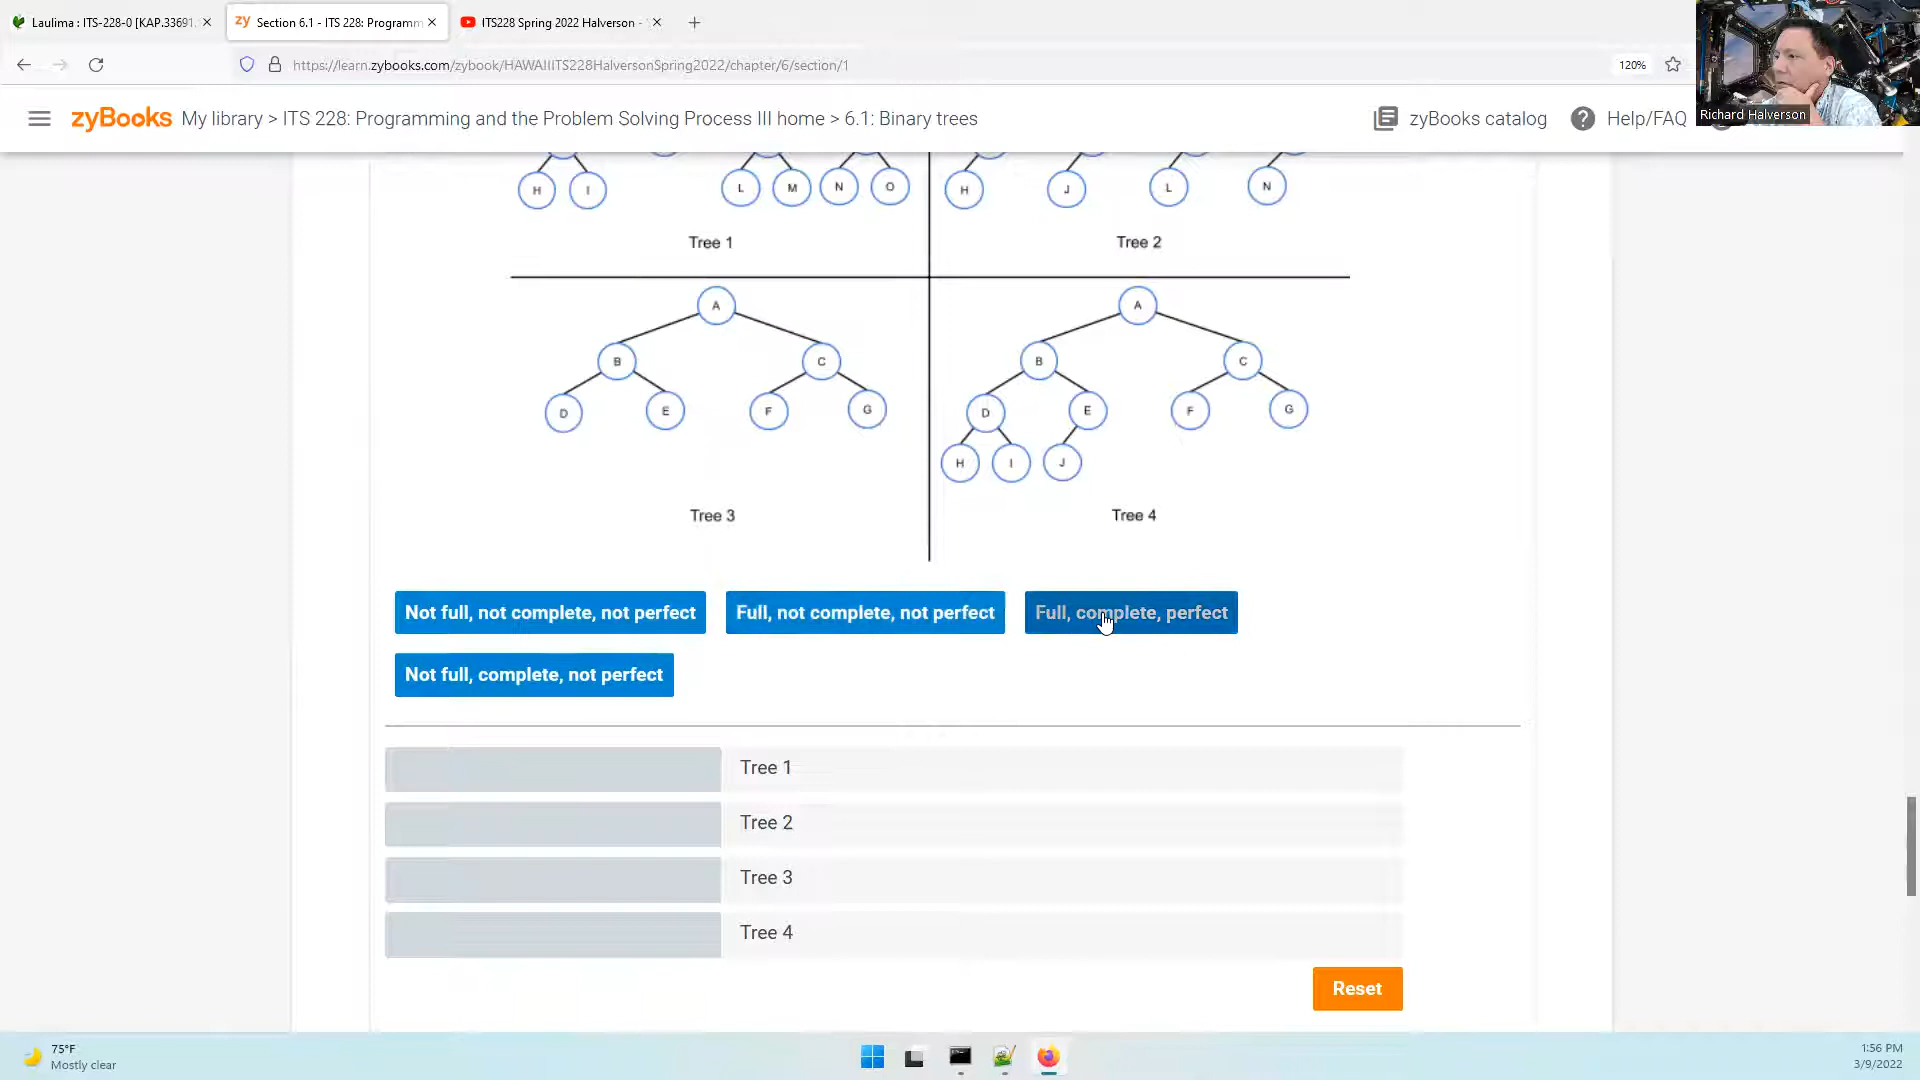 Laulima : ITS-228-0 [KAP.33691.
zy Section 6.1 - ITS 228: Programm
ITS228 Spring 2022 Halverson -
https://learn.zybooks.com/zybook/HAWAIIITS228HalversonSpring2022/chapter/6/section/1
120%
Richard Halverson
zyBooks My library > ITS 228: Programming and the Problem Solving Process III home > 6.1: Binary trees
zyBooks catalog
? Help/FAQ
H I L M N O H J L N
Tree 1 Tree 2
A A
B C B C
D E F G D E F G
H I J
Tree 3 Tree 4
Not full, not complete, not perfect
Full, not complete, not perfect
Full, complete, perfect
Not full, complete, not perfect
Tree 1
Tree 2
Tree 3
Tree 4
Reset
75°F
Mostly clear
1:56 PM
3/9/2022